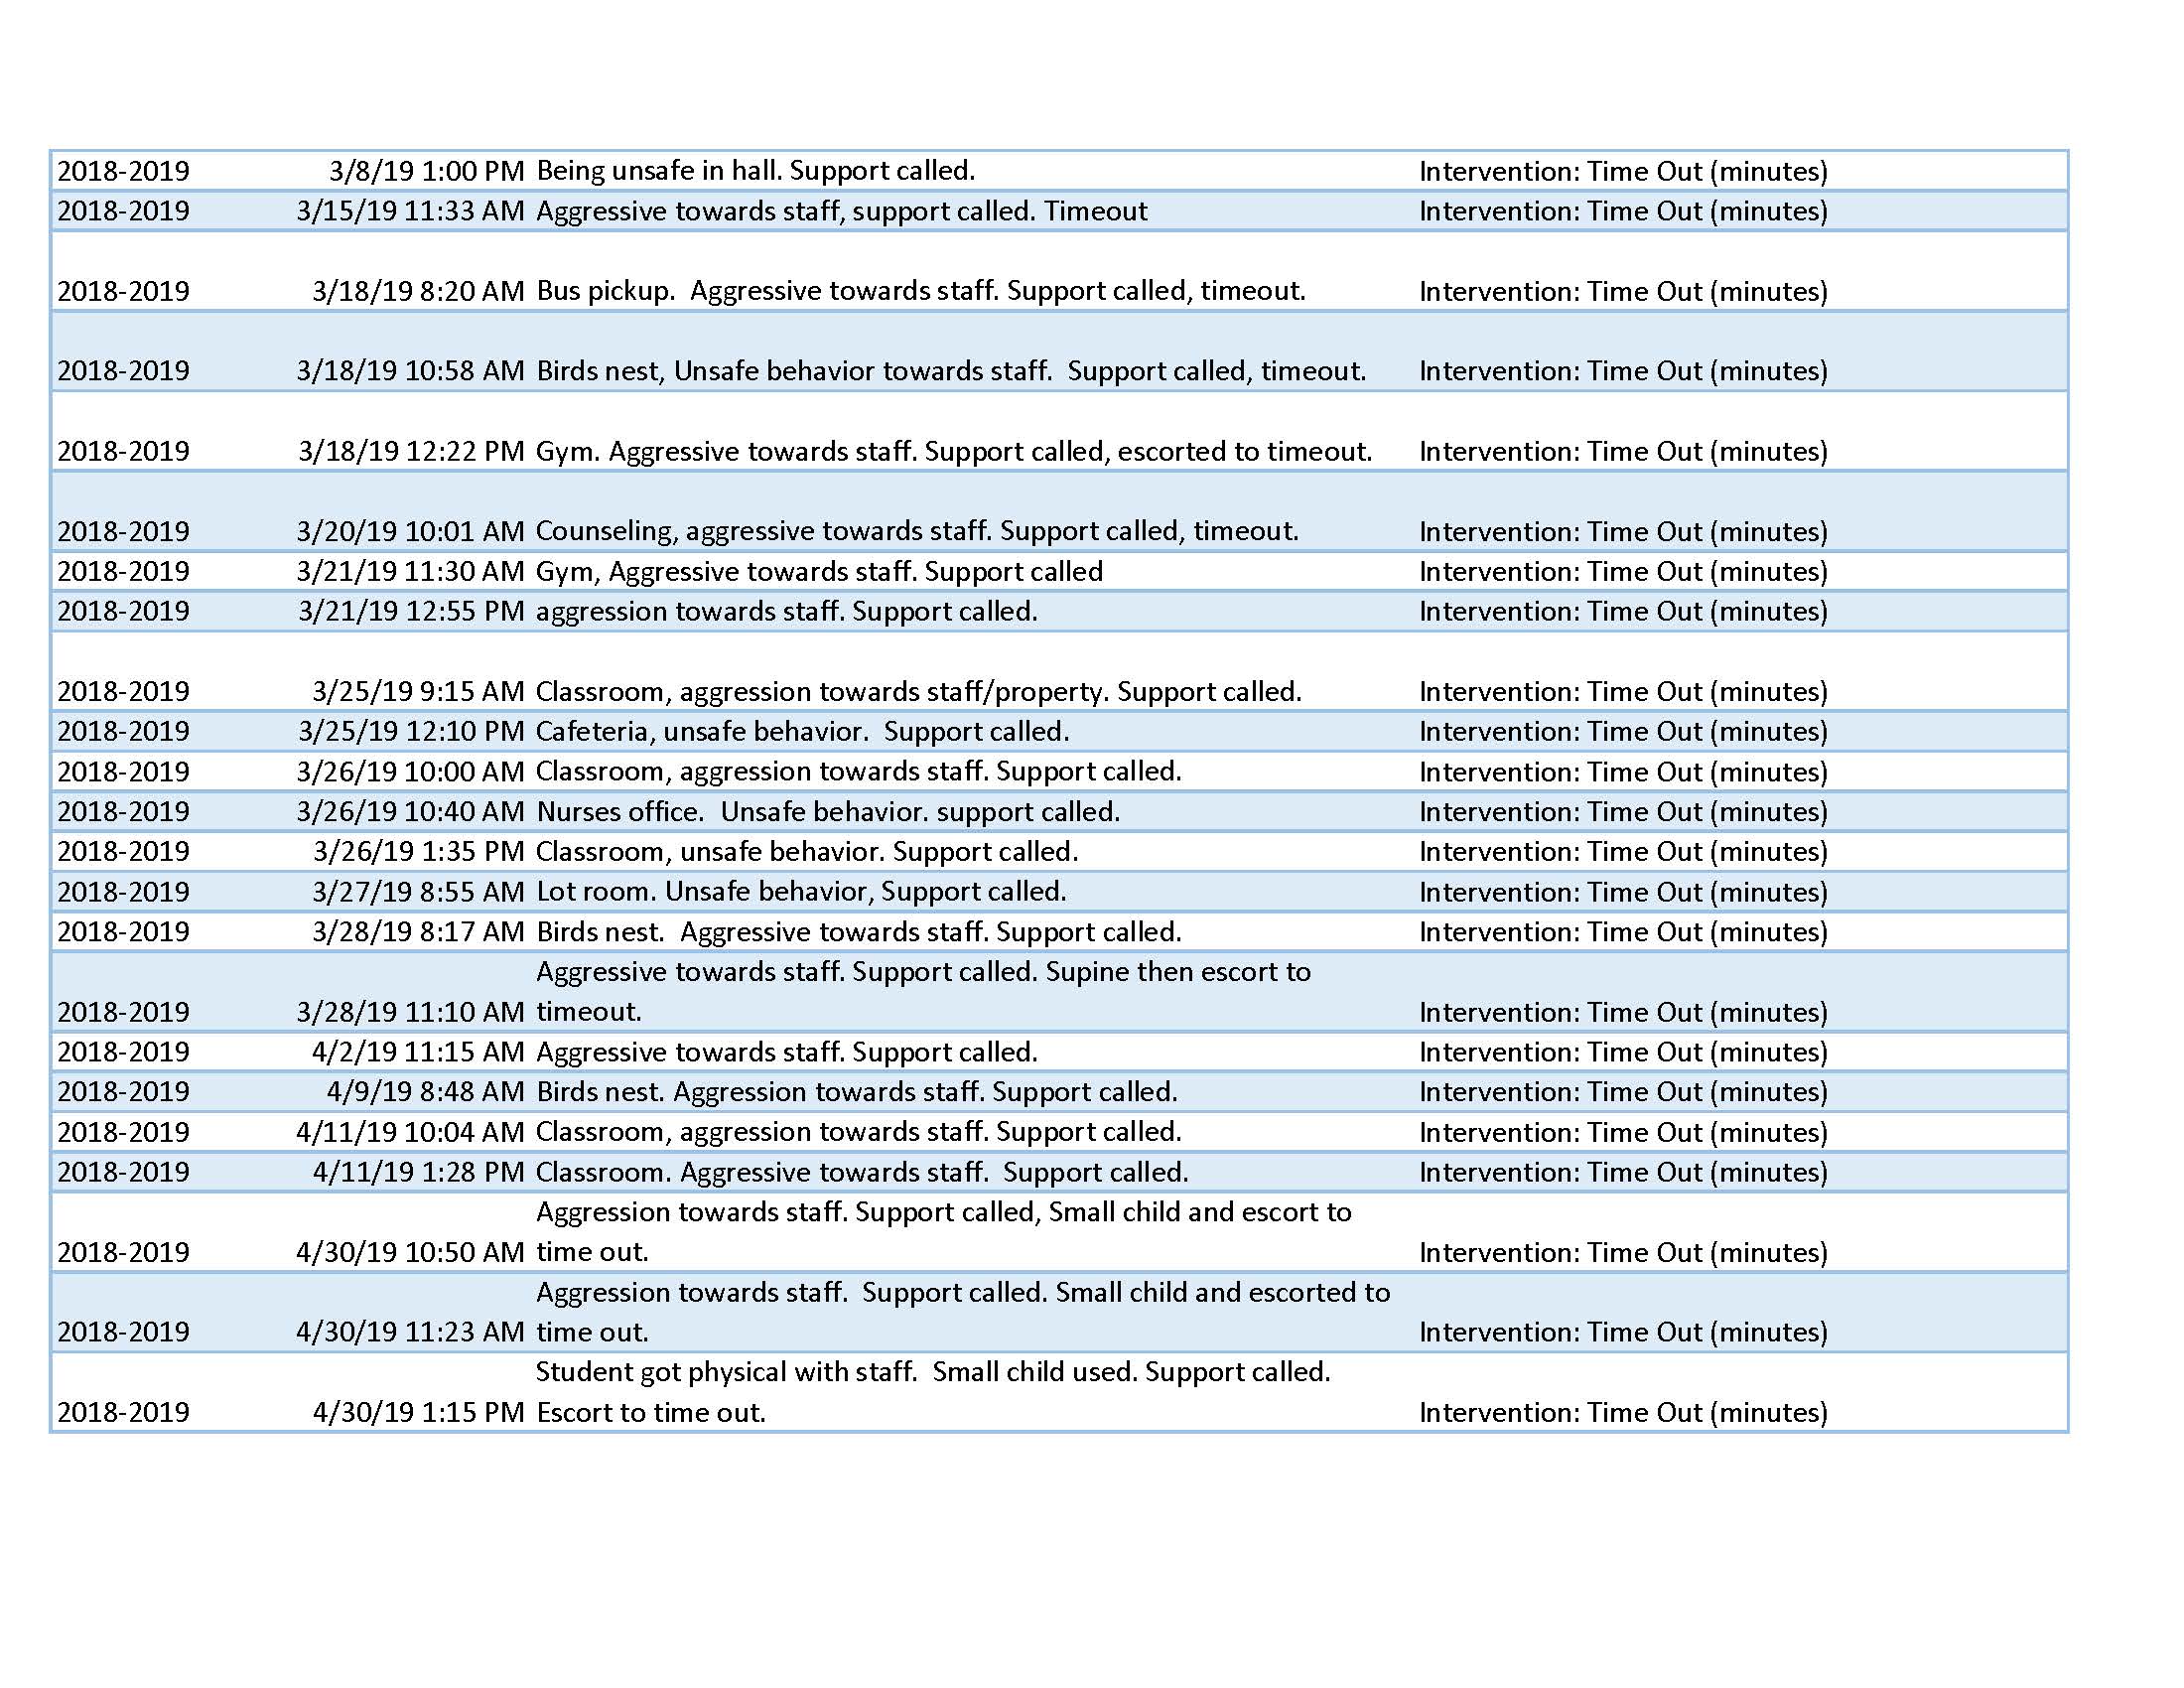 2018-2019 3/8/19 1:00 PM Being unsafe in hall. Support called. Intervention: Time Out (minutes)
2018-2019 3/15/19 11:33 AM Aggressive towards staff, support called. Timeout Intervention: Time Out (minutes)
2018-2019 3/18/19 8:20 AM Bus pickup.  Aggressive towards staff. Support called, timeout. Intervention: Time Out (minutes)
2018-2019 3/18/19 10:58 AM Birds nest, Unsafe behavior towards staff.  Support called, timeout. Intervention: Time Out (minutes)
2018-2019 3/18/19 12:22 PM Gym. Aggressive towards staff. Support called, escorted to timeout. Intervention: Time Out (minutes)
2018-2019 3/20/19 10:01 AM Counseling, aggressive towards staff. Support called, timeout. Intervention: Time Out (minutes)
2018-2019 3/21/19 11:30 AM Gym, Aggressive towards staff. Support called Intervention: Time Out (minutes)
2018-2019 3/21/19 12:55 PM aggression towards staff. Support called. Intervention: Time Out (minutes)
2018-2019 3/25/19 9:15 AM Classroom, aggression towards staff/property. Support called. Intervention: Time Out (minutes)
2018-2019 3/25/19 12:10 PM Cafeteria, unsafe behavior.  Support called. Intervention: Time Out (minutes)
2018-2019 3/26/19 10:00 AM Classroom, aggression towards staff. Support called. Intervention: Time Out (minutes)
2018-2019 3/26/19 10:40 AM Nurses office.  Unsafe behavior. support called. Intervention: Time Out (minutes)
2018-2019 3/26/19 1:35 PM Classroom, unsafe behavior. Support called. Intervention: Time Out (minutes)
2018-2019 3/27/19 8:55 AM Lot room. Unsafe behavior, Support called. Intervention: Time Out (minutes)
2018-2019 3/28/19 8:17 AM Birds nest.  Aggressive towards staff. Support called. Intervention: Time Out (minutes)
Aggressive towards staff. Support called. Supine then escort to
2018-2019 3/28/19 11:10 AM timeout. Intervention: Time Out (minutes)
2018-2019 4/2/19 11:15 AM Aggressive towards staff. Support called. Intervention: Time Out (minutes)
2018-2019 4/9/19 8:48 AM Birds nest. Aggression towards staff. Support called. Intervention: Time Out (minutes)
2018-2019 4/11/19 10:04 AM Classroom, aggression towards staff. Support called. Intervention: Time Out (minutes)
2018-2019 4/11/19 1:28 PM Classroom. Aggressive towards staff.  Support called. Intervention: Time Out (minutes)
Aggression towards staff. Support called, Small child and escort to
2018-2019 4/30/19 10:50 AM time out. Intervention: Time Out (minutes)
Aggression towards staff.  Support called. Small child and escorted to
2018-2019 4/30/19 11:23 AM time out. Intervention: Time Out (minutes)
Student got physical with staff.  Small child used. Support called.
2018-2019 4/30/19 1:15 PM Escort to time out. Intervention: Time Out (minutes)